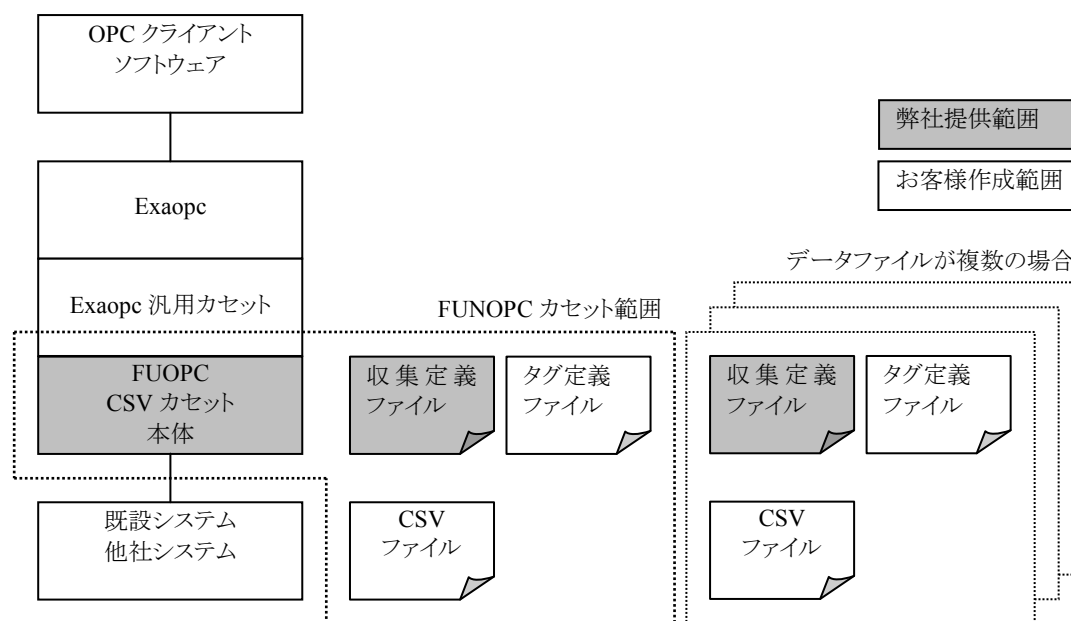 OPC クライアント
ソフトウェア
弊社提供範囲
Exaopc
お客様作成範囲
データファイルが複数の場合
Exaopc 汎用カセット
FUNOPC カセット範囲
FUOPC
CSV カセット
本体
収集定義
ファイル
タグ定義
ファイル
収集定義
ファイル
タグ定義
ファイル
既設システム
他社システム
CSV
ファイル
CSV
ファイル